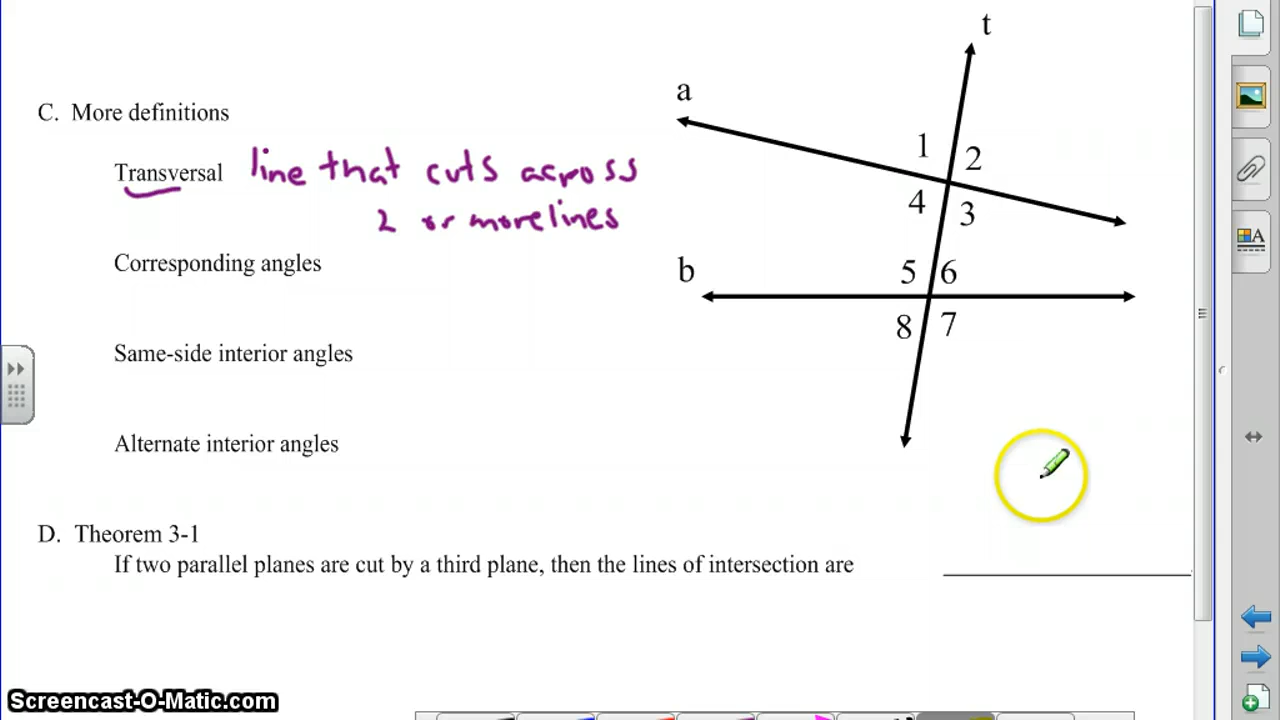 t
a
C. More definitions
1 2
Transversal line that cuts across
4 3
2 or more lines
Corresponding angles
b 5 6
8 7
Same-side interior angles
Alternate interior angles
D. Theorem 3-1
If two parallel planes are cut by a third plane, then the lines of intersection are
Screencast-O-Matic.com